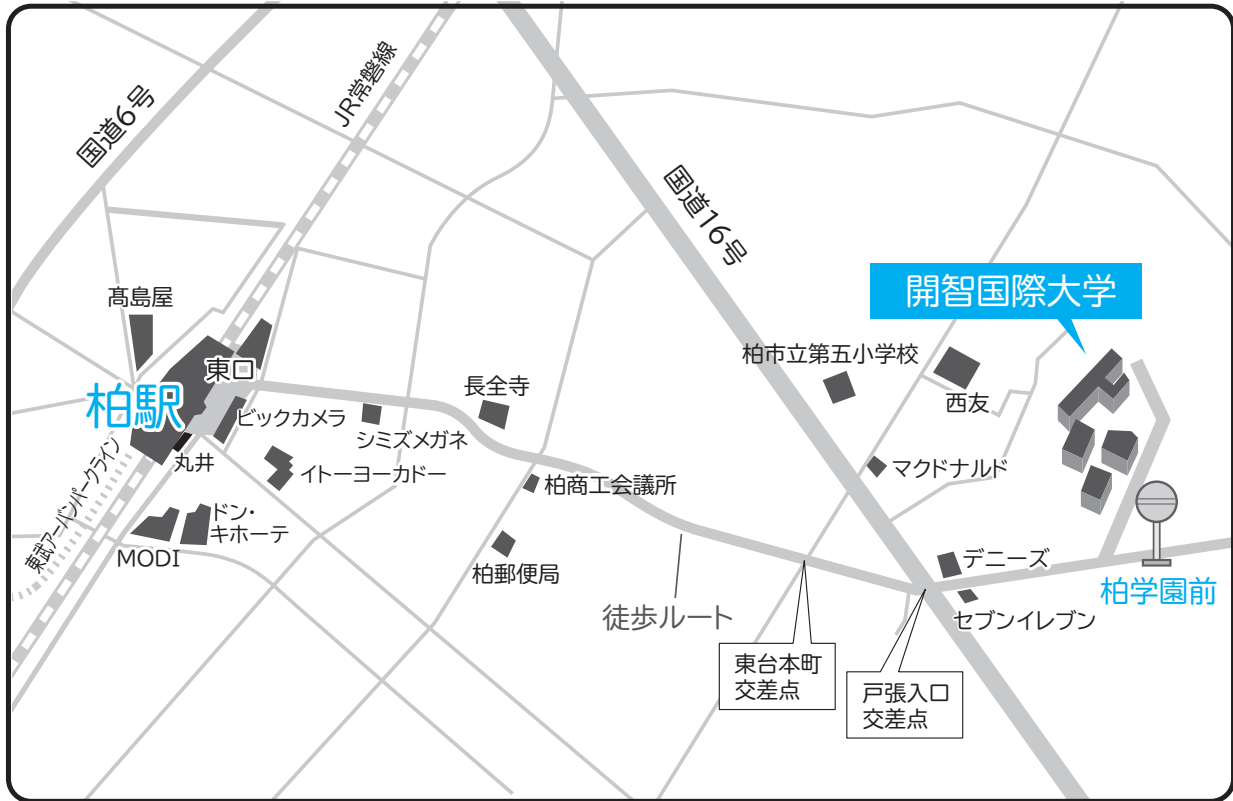 国道6号
JR常磐線
国道16号
開智国際大学
髙島屋
東口
柏市立第五小学校
柏駅
長全寺
西友
ビックカメラ
シミズメガネ
丸井
イトーヨーカドー
マクドナルド
柏商工会議所
東武アーバンパークライン
ドン・
キホーテ
MODI
柏郵便局
デニーズ
柏学園前
徒歩ルート
セブンイレブン
東台本町
交差点
戸張入口
交差点